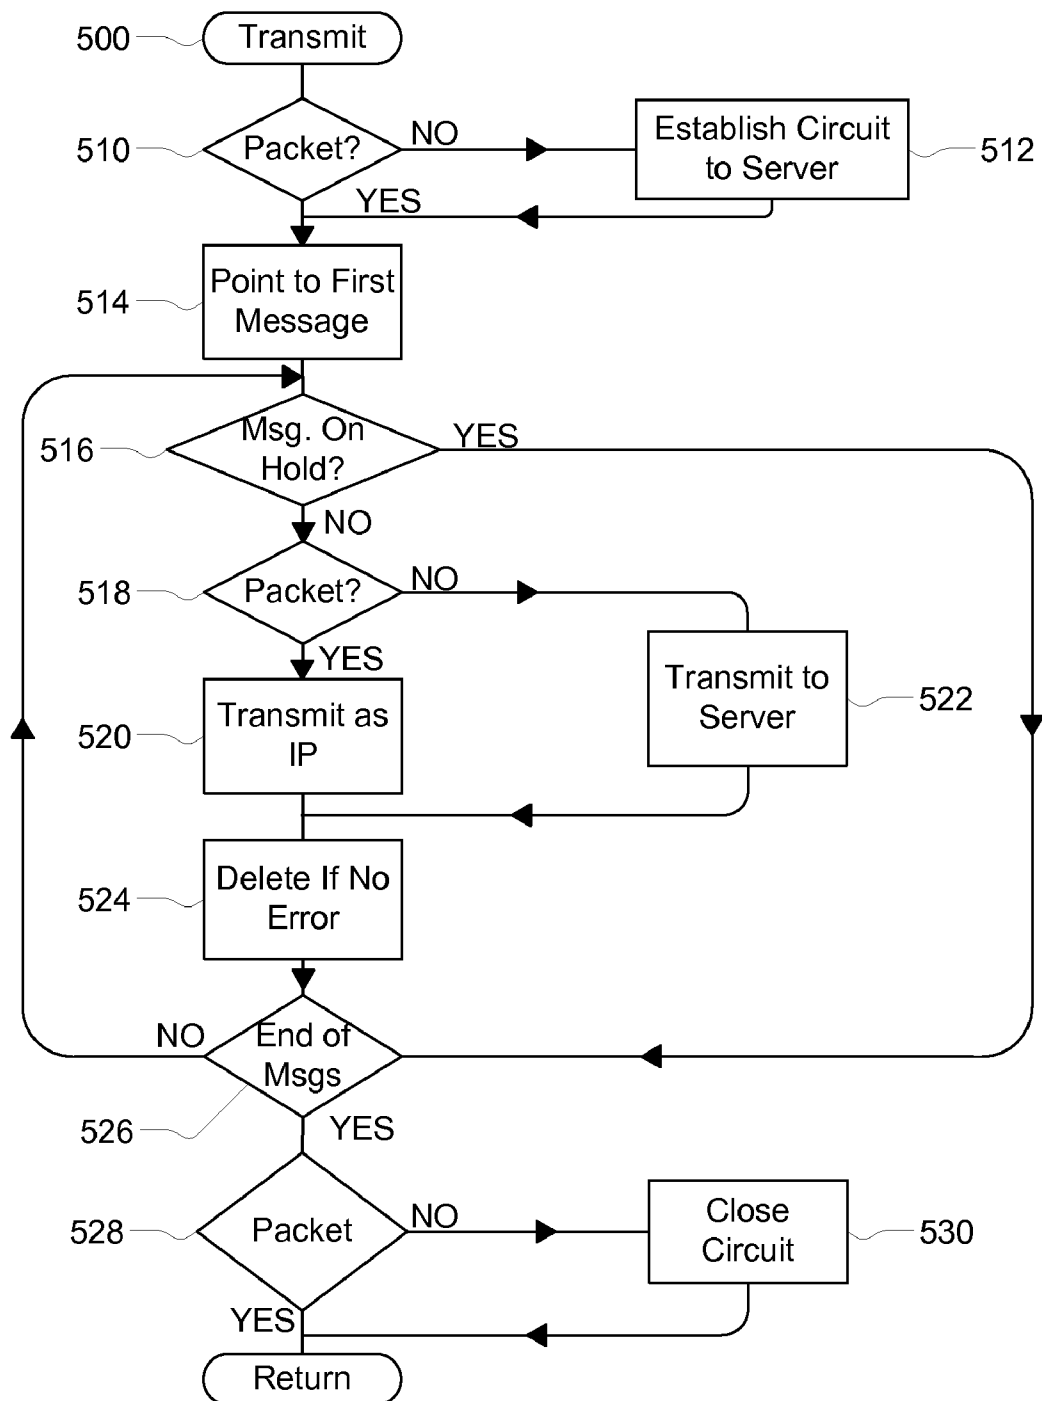 500
Transmit
510
Packet?
NO
Establish Circuit
to Server
512
YES
514
Point to First
Message
516
Msg. On
Hold?
YES
NO
518
Packet?
NO
YES
520
Transmit as
IP
Transmit to
Server
522
524
Delete If No
Error
NO
End of
Msgs
526
YES
528
Packet
NO
Close
Circuit
530
YES
Return